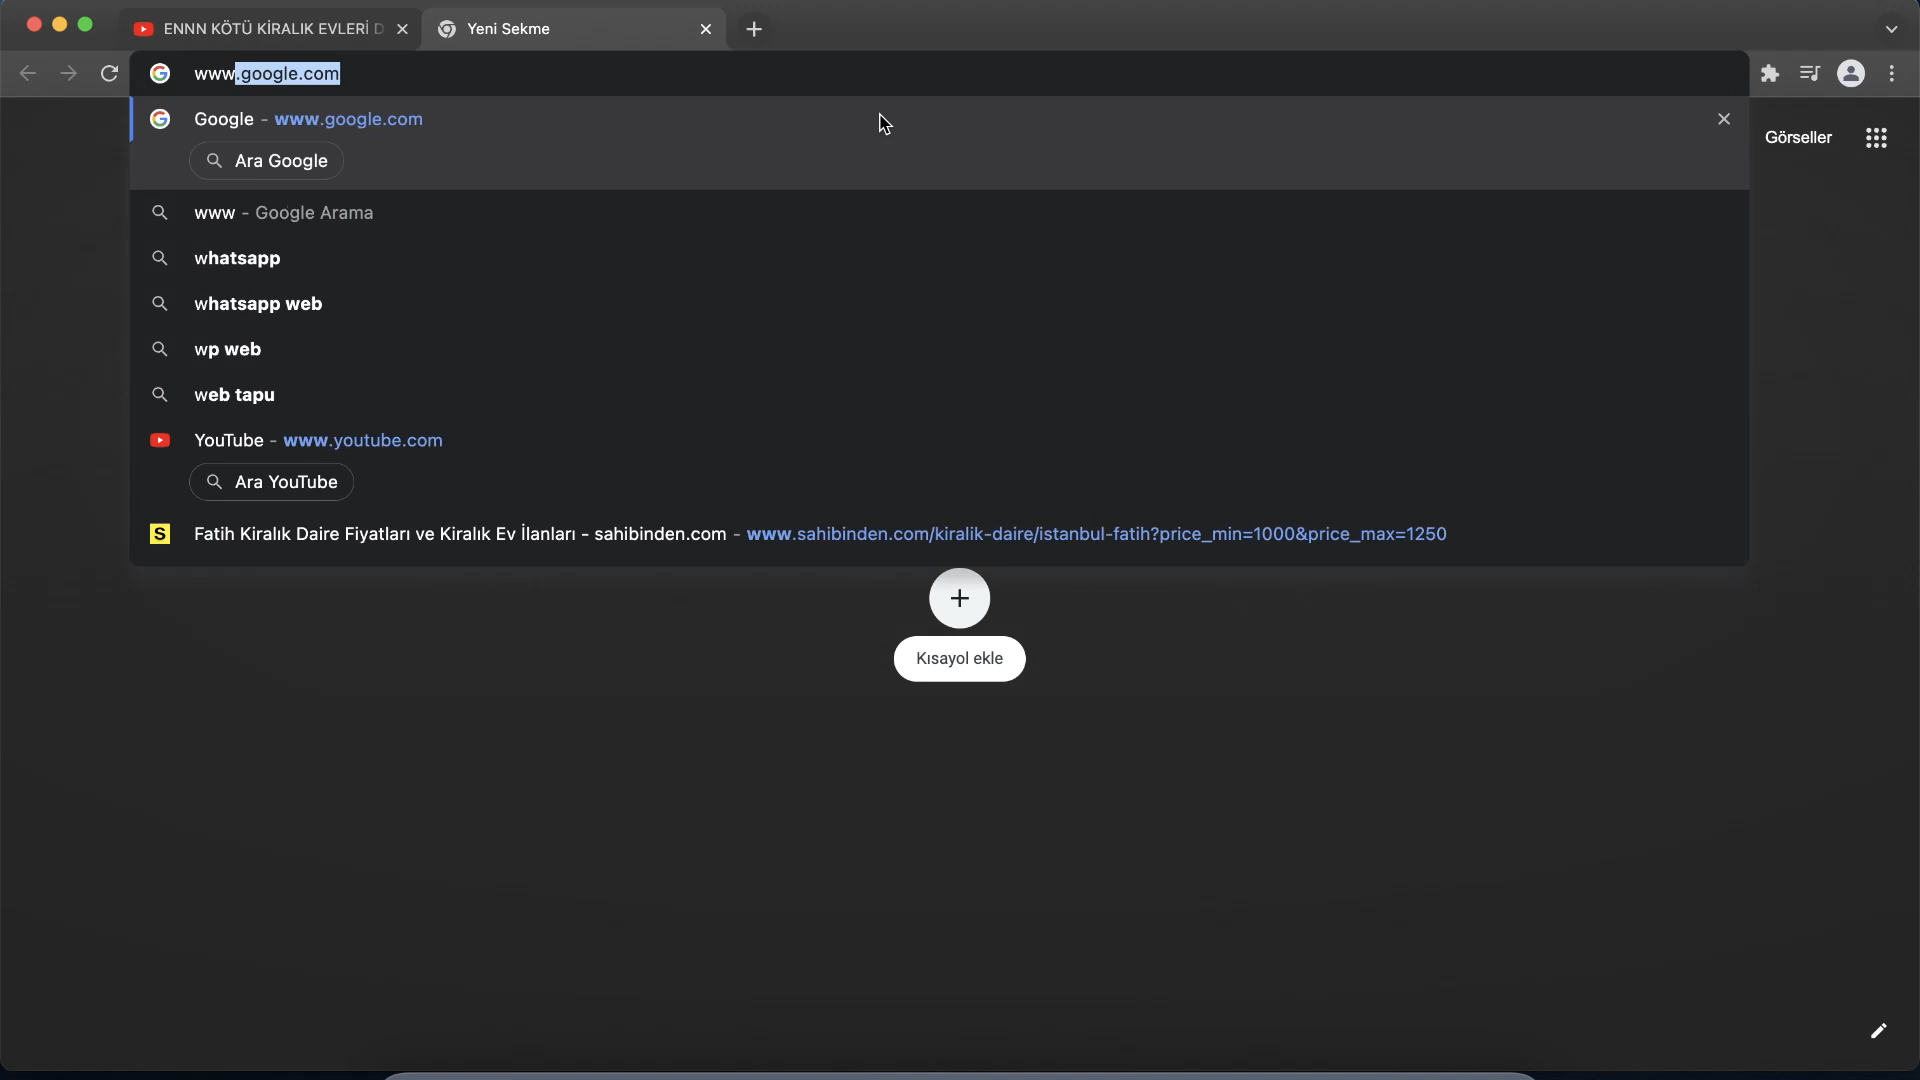 ENNN KÖTÜ KİRALIK EVLERİ
Yeni Sekme
www.google.com
Google - www.google.com
Görseller
Ara Google
www - Google Arama
whatsapp
whatsapp web
wp web
web tapu
YouTube - www.youtube.com
Ara YouTube
S Fatih Kiralık Daire Fiyatları ve Kiralık Ev İlanları - sahibinden.com - www.sahibinden.com/kiralik-daire/istanbul-fatih?price_min=1000&price_max=1250
Kısayol ekle